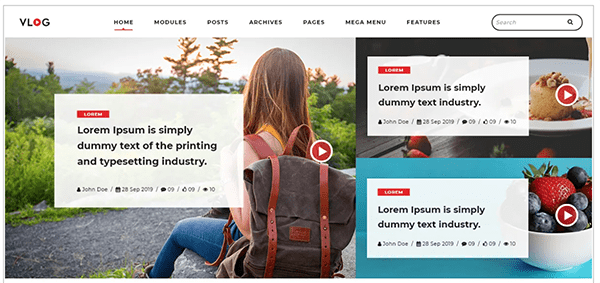 VLOG
HOME MODULES POSTS ARCHIVES PAGES MEGA MENU FEATURES
Search
LOREM
Lorem Ipsum is simply
dummy text of the printing
and typesetting industry.
John Doe / 28 Sep 2019 / 09 / 09 / 10
LOREM
Lorem Ipsum is simply
dummy text industry.
John Doe / 28 Sep 2019 / 09 / 09 / 10
LOREM
Lorem Ipsum is simply
dummy text industry.
John Doe / 28 Sep 2019 / 09 / 09 / 10